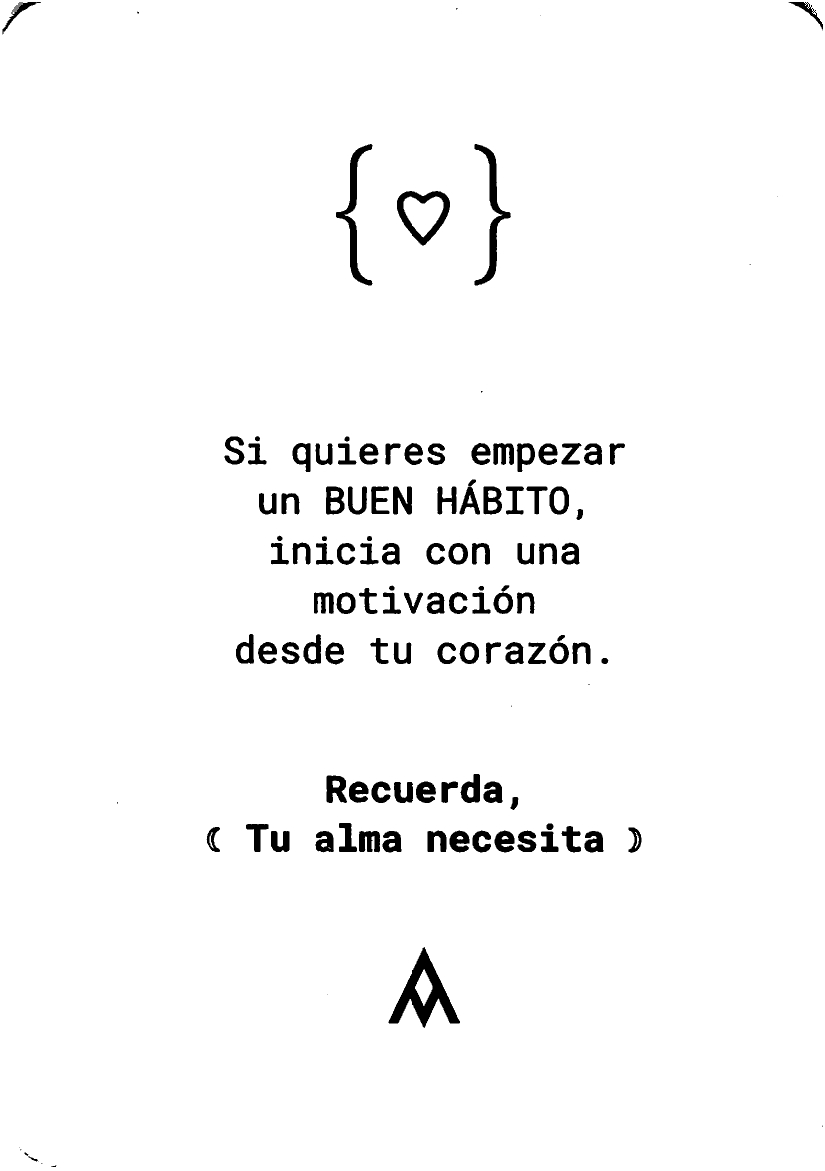 { ♡ }
Si quieres empezar
un BUEN HÁBITO,
inicia con una
motivación
desde tu corazón.
Recuerda,
( Tu alma necesita )